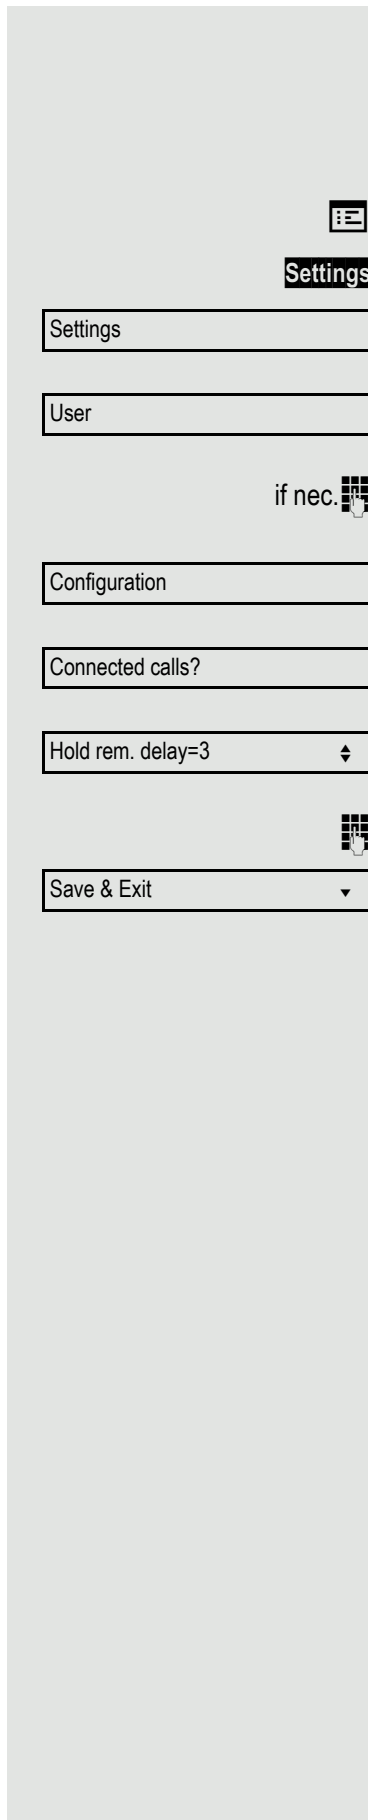 Settings
Settings
User
if nec.
Configuration
Connected calls?
Hold rem. delay=3
Save & Exit